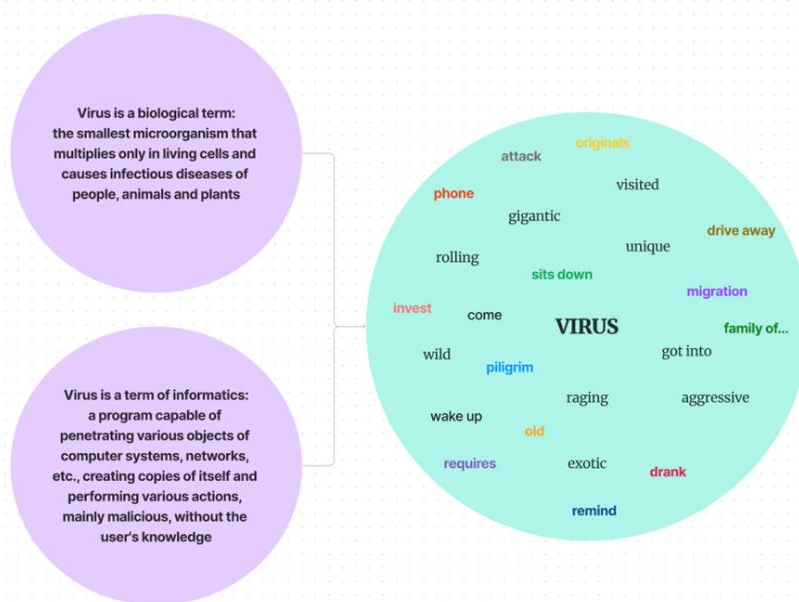 Virus is a biological term:
the smallest microorganism that
multiplies only in living cells and
causes infectious diseases of
people, animals and plants
Virus is a term of informatics:
a program capable of
penetrating various objects of
computer systems, networks,
etc., creating copies of itself and
performing various actions,
mainly malicious, without the
user's knowledge
originals
attack
visited
phone
gigantic
drive away
unique
rolling
sits down
migration
invest
come
VIRUS
family of...
got into
wild
piligrim
raging
aggressive
wake up
old
requires
exotic
drank
remind